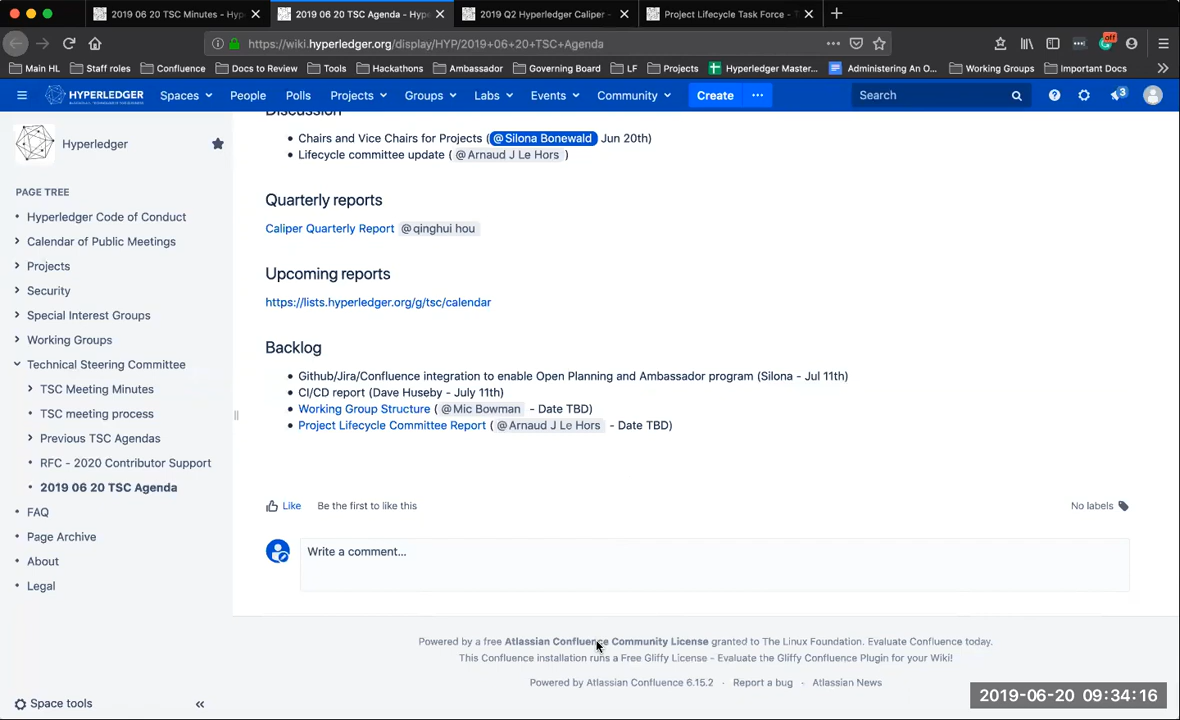 2019 06 20 TSC Minutes - Hyp
2019 06 20 TSC Agenda - Hype
2019 Q2 Hyperledger Caliper -
Project Lifecycle Task Force -
https://wiki.hyperledger.org/display/HYP/2019+06+20+TSC+Agenda
off
Main HL
Staff roles
Confluence
Docs to Review
Tools
Hackathons
Ambassador
Governing Board
LF
Projects
Hyperledger Master...
Administering An O...
Working Groups
Important Docs
HYPERLEDGER
Spaces
People
Polls
Projects
Groups
Labs
Events
Community
Create
Search
3
Hyperledger
PAGE TREE
Hyperledger Code of Conduct
Calendar of Public Meetings
Projects
Security
Special Interest Groups
Working Groups
Technical Steering Committee
TSC Meeting Minutes
TSC meeting process
Previous TSC Agendas
RFC - 2020 Contributor Support
2019 06 20 TSC Agenda
FAQ
Page Archive
About
Legal
Space tools
Discussion
• Chairs and Vice Chairs for Projects (@Silona Bonewald Jun 20th)
• Lifecycle committee update ( @Arnaud J Le Hors )
Quarterly reports
Caliper Quarterly Report @qinghui hou
Upcoming reports
https://lists.hyperledger.org/g/tsc/calendar
Backlog
• Github/Jira/Confluence integration to enable Open Planning and Ambassador program (Silona - Jul 11th)
• CI/CD report (Dave Huseby - July 11th)
• Working Group Structure ( @Mic Bowman - Date TBD)
• Project Lifecycle Committee Report ( @Arnaud J Le Hors - Date TBD)
Like Be the first to like this
No labels
Write a comment...
Powered by a free Atlassian Confluence Community License granted to The Linux Foundation. Evaluate Confluence today.
This Confluence installation runs a Free Gliffy License - Evaluate the Gliffy Confluence Plugin for your Wiki!
Powered by Atlassian Confluence 6.15.2 · Report a bug · Atlassian News
2019-06-20 09:34:16